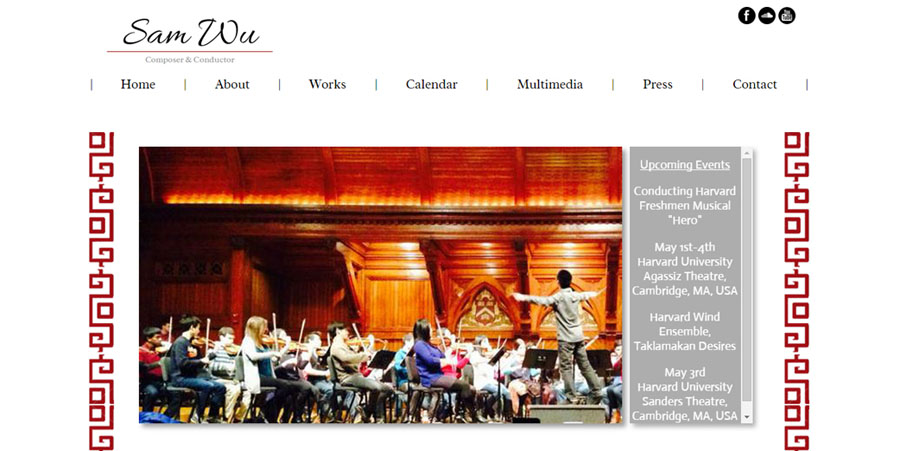 Sam Wu
Composer & Conductor
| Home | About | Works | Calendar | Multimedia | Press | Contact |
Upcoming Events
Conducting Harvard
Freshmen Musical
"Hero"
May 1st-4th
Harvard University
Agassiz Theatre,
Cambridge, MA, USA
Harvard Wind
Ensemble,
Taklamakan Desires
May 3rd
Harvard University
Sanders Theatre,
Cambridge, MA, USA